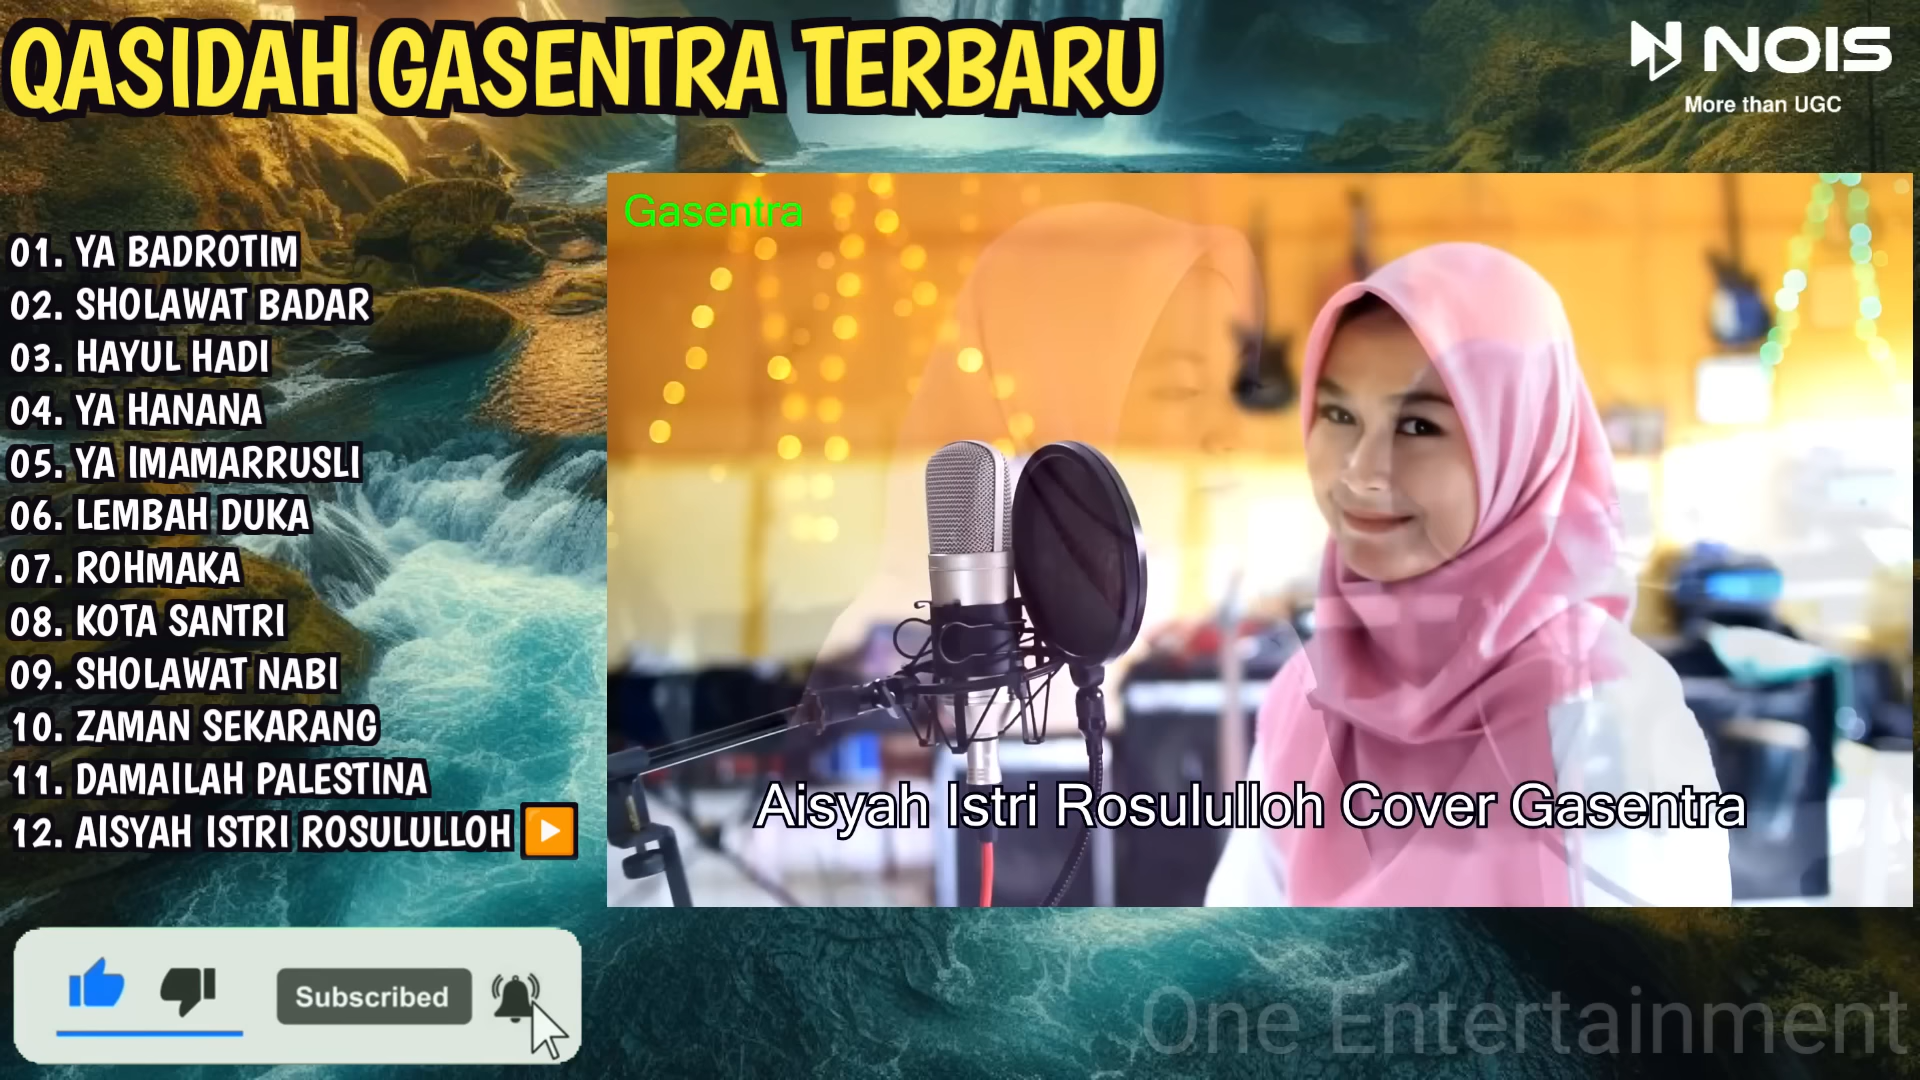 QASIDAH GASENTRA TERBARU
NOIS
More than UGC
Gasentra
01. YA BADROTIM
02. SHOLAWAT BADAR
03. HAYUL HADI
04. YA HANANA
05. YA IMAMARRUSLI
06. LEMBAH DUKA
07. ROHMAKA
08. KOTA SANTRI
09. SHOLAWAT NABI
10. ZAMAN SEKARANG
11. DAMAILAH PALESTINA
12. AISYAH ISTRI ROSULULLOH
Aisyah Istri Rosululloh Cover Gasentra
Subscribed
One Entertainment